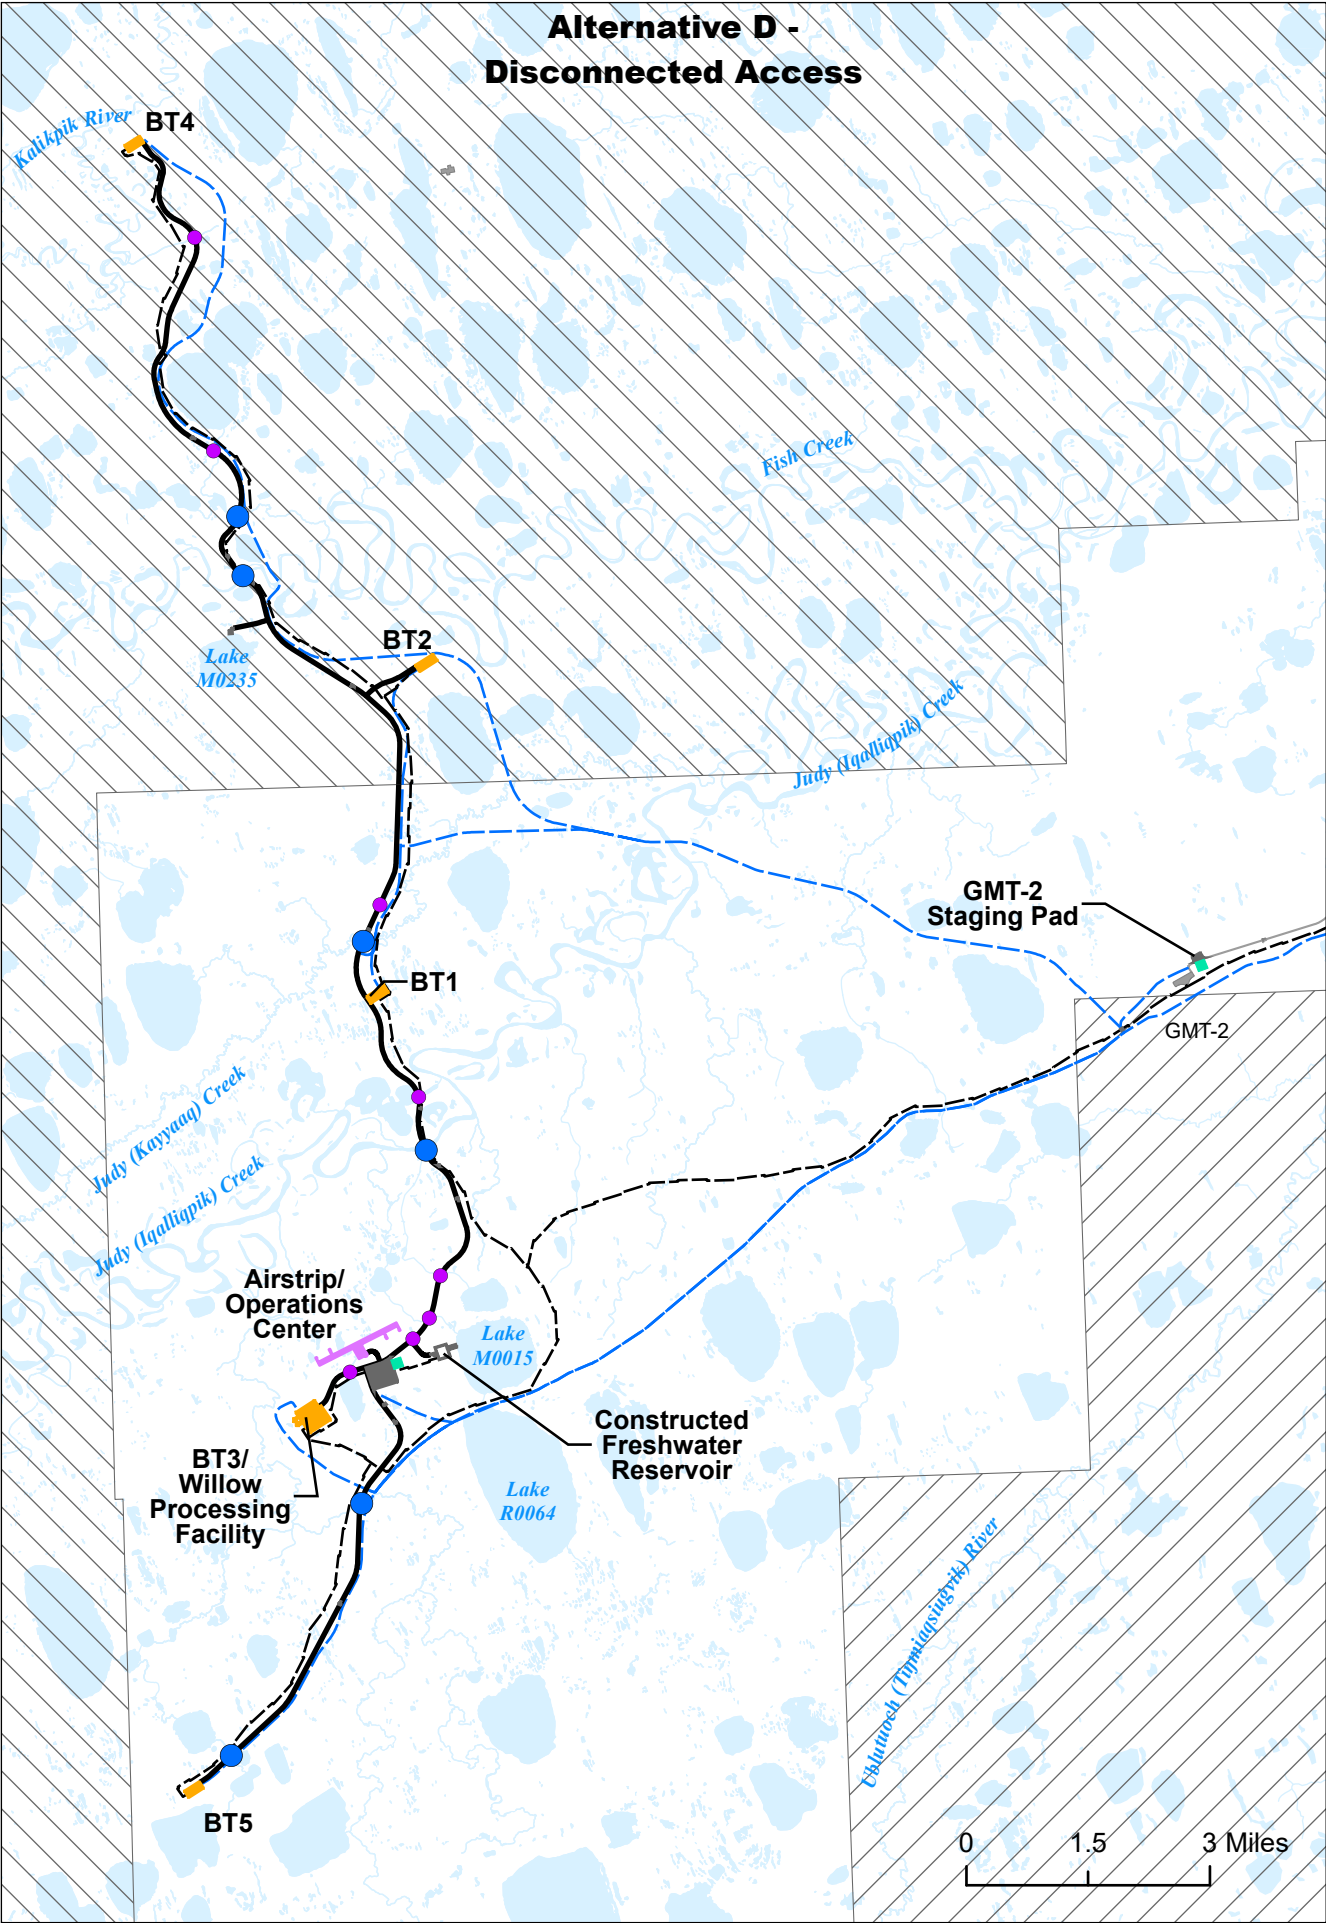 Alternative D -
Disconnected Access
Kalikpik River
BT4
Fish Creek
BT2
Lake
M0235
Judy (Iqalliqpik) Creek
GMT-2
Staging Pad
BT1
GMT-2
Judy (Kayyaaq) Creek
Judy (Iqalliqpik) Creek
Airstrip/
Operations
Center
Lake
M0015
Constructed
Freshwater
Reservoir
BT3/
Willow
Processing
Facility
Lake
R0064
Ublutuoch (Tiŋmiaqsiuġvik) River
BT5
0 1.5 3 Miles